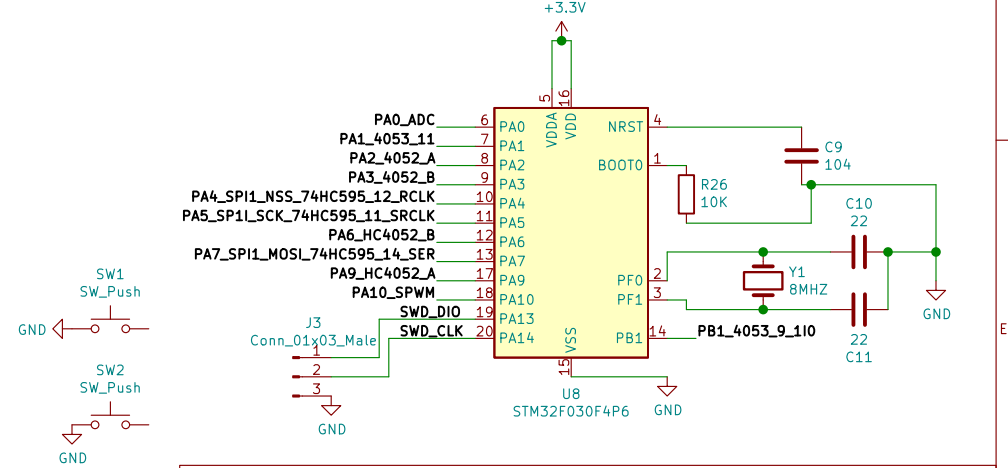 +3.3V
5
VDDA
16
VDD
PA0_ADC 6 PA0
PA1_4053_11 7 PA1
PA2_4052_A 8 PA2
PA3_4052_B 9 PA3
PA4_SPI1_NSS_74HC595_12_RCLK 10 PA4
PA5_SP1I_SCK_74HC595_11_SRCLK 11 PA5
PA6_HC4052_B 12 PA6
PA7_SPI1_MOSI_74HC595_14_SER 13 PA7
PA9_HC4052_A 17 PA9
PA10_SPWM 18 PA10
SWD_DIO 19 PA13
SWD_CLK 20 PA14
NRST 4
BOOT0 1
PF0 2
PF1 3
PB1 14 PB1_4053_9_1I0
VSS
15
U8
STM32F030F4P6
GND
C9
104
R26
10K
C10
22
Y1
8MHZ
22
C11
GND
E
SW1
SW_Push
GND
J3
Conn_01x03_Male
1
2
3
GND
SW2
SW_Push
GND